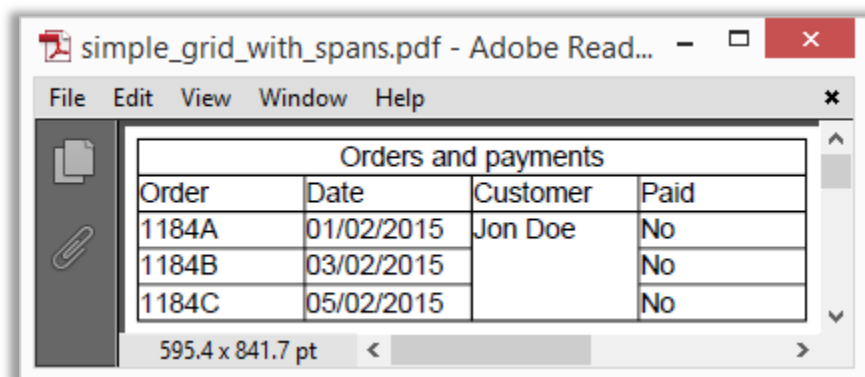 simple_grid_with_spans.pdf - Adobe Read...
File Edit View Window Help
Orders and payments
Order Date Customer Paid
1184A 01/02/2015 Jon Doe No
1184B 03/02/2015 No
1184C 05/02/2015 No
595.4 x 841.7 pt